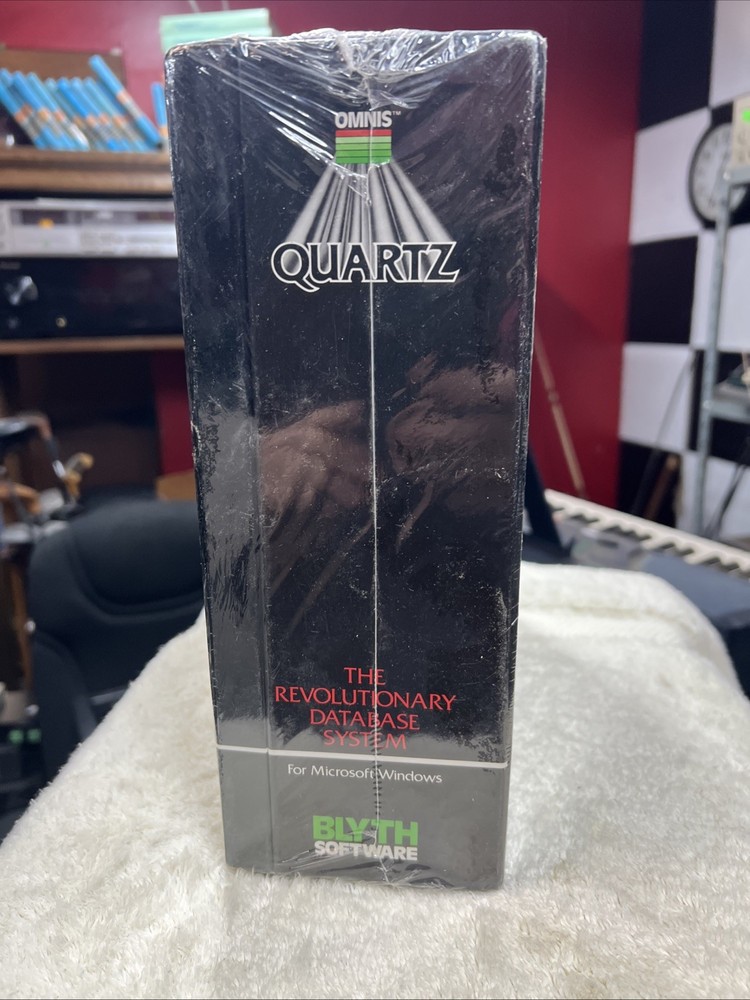 OMNIS™
QUARTZ
THE
REVOLUTIONARY
DATABASE
SYSTEM
For Microsoft Windows
BLYTH
SOFTWARE